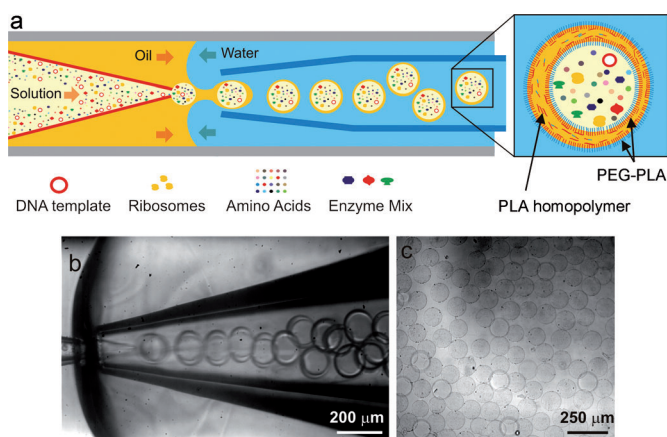 a
Oil
Water
Solution
PEG-PLA
PLA homopolymer
DNA template
Ribosomes
Amino Acids
Enzyme Mix
b
200 μm
c
250 μm